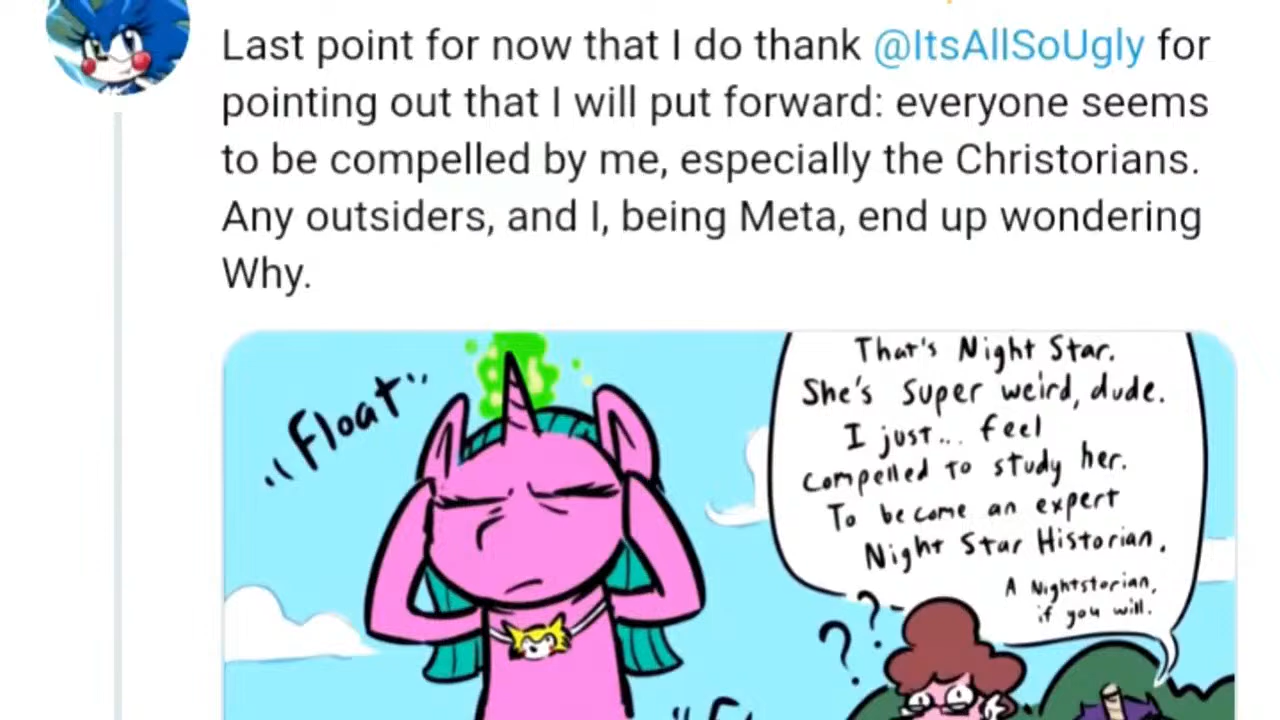 Last point for now that I do thank @ItsAllSoUgly for
pointing out that I will put forward: everyone seems
to be compelled by me, especially the Christorians.
Any outsiders, and I, being Meta, end up wondering
Why.
"Float"
That's Night Star.
She's super weird, dude.
I just... feel
compelled to study her.
To become an expert
Night Star Historian.
A Nightstorian,
if you will.
??